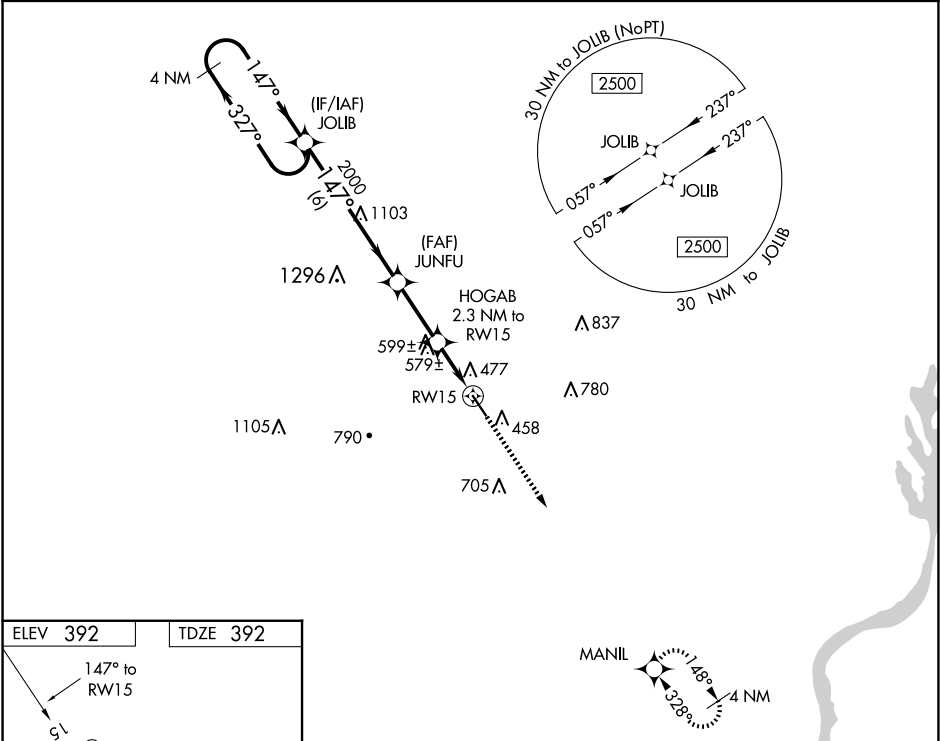 30 NM to JOLIB (NoPT)
2500
237°
JOLIB
057°
237°
JOLIB
057°
2500
30 NM to JOLIB
4 NM
147°
327°
(IF/IAF)
JOLIB
2000
147°
(6)
1103
(FAF)
JUNFU
1296
HOGAB
2.3 NM to
RW15
837
599±
579±
477
780
RW15
458
1105
790
705
MANIL
148°
328°
4 NM
ELEV 392
TDZE 392
147° to
RW15
15